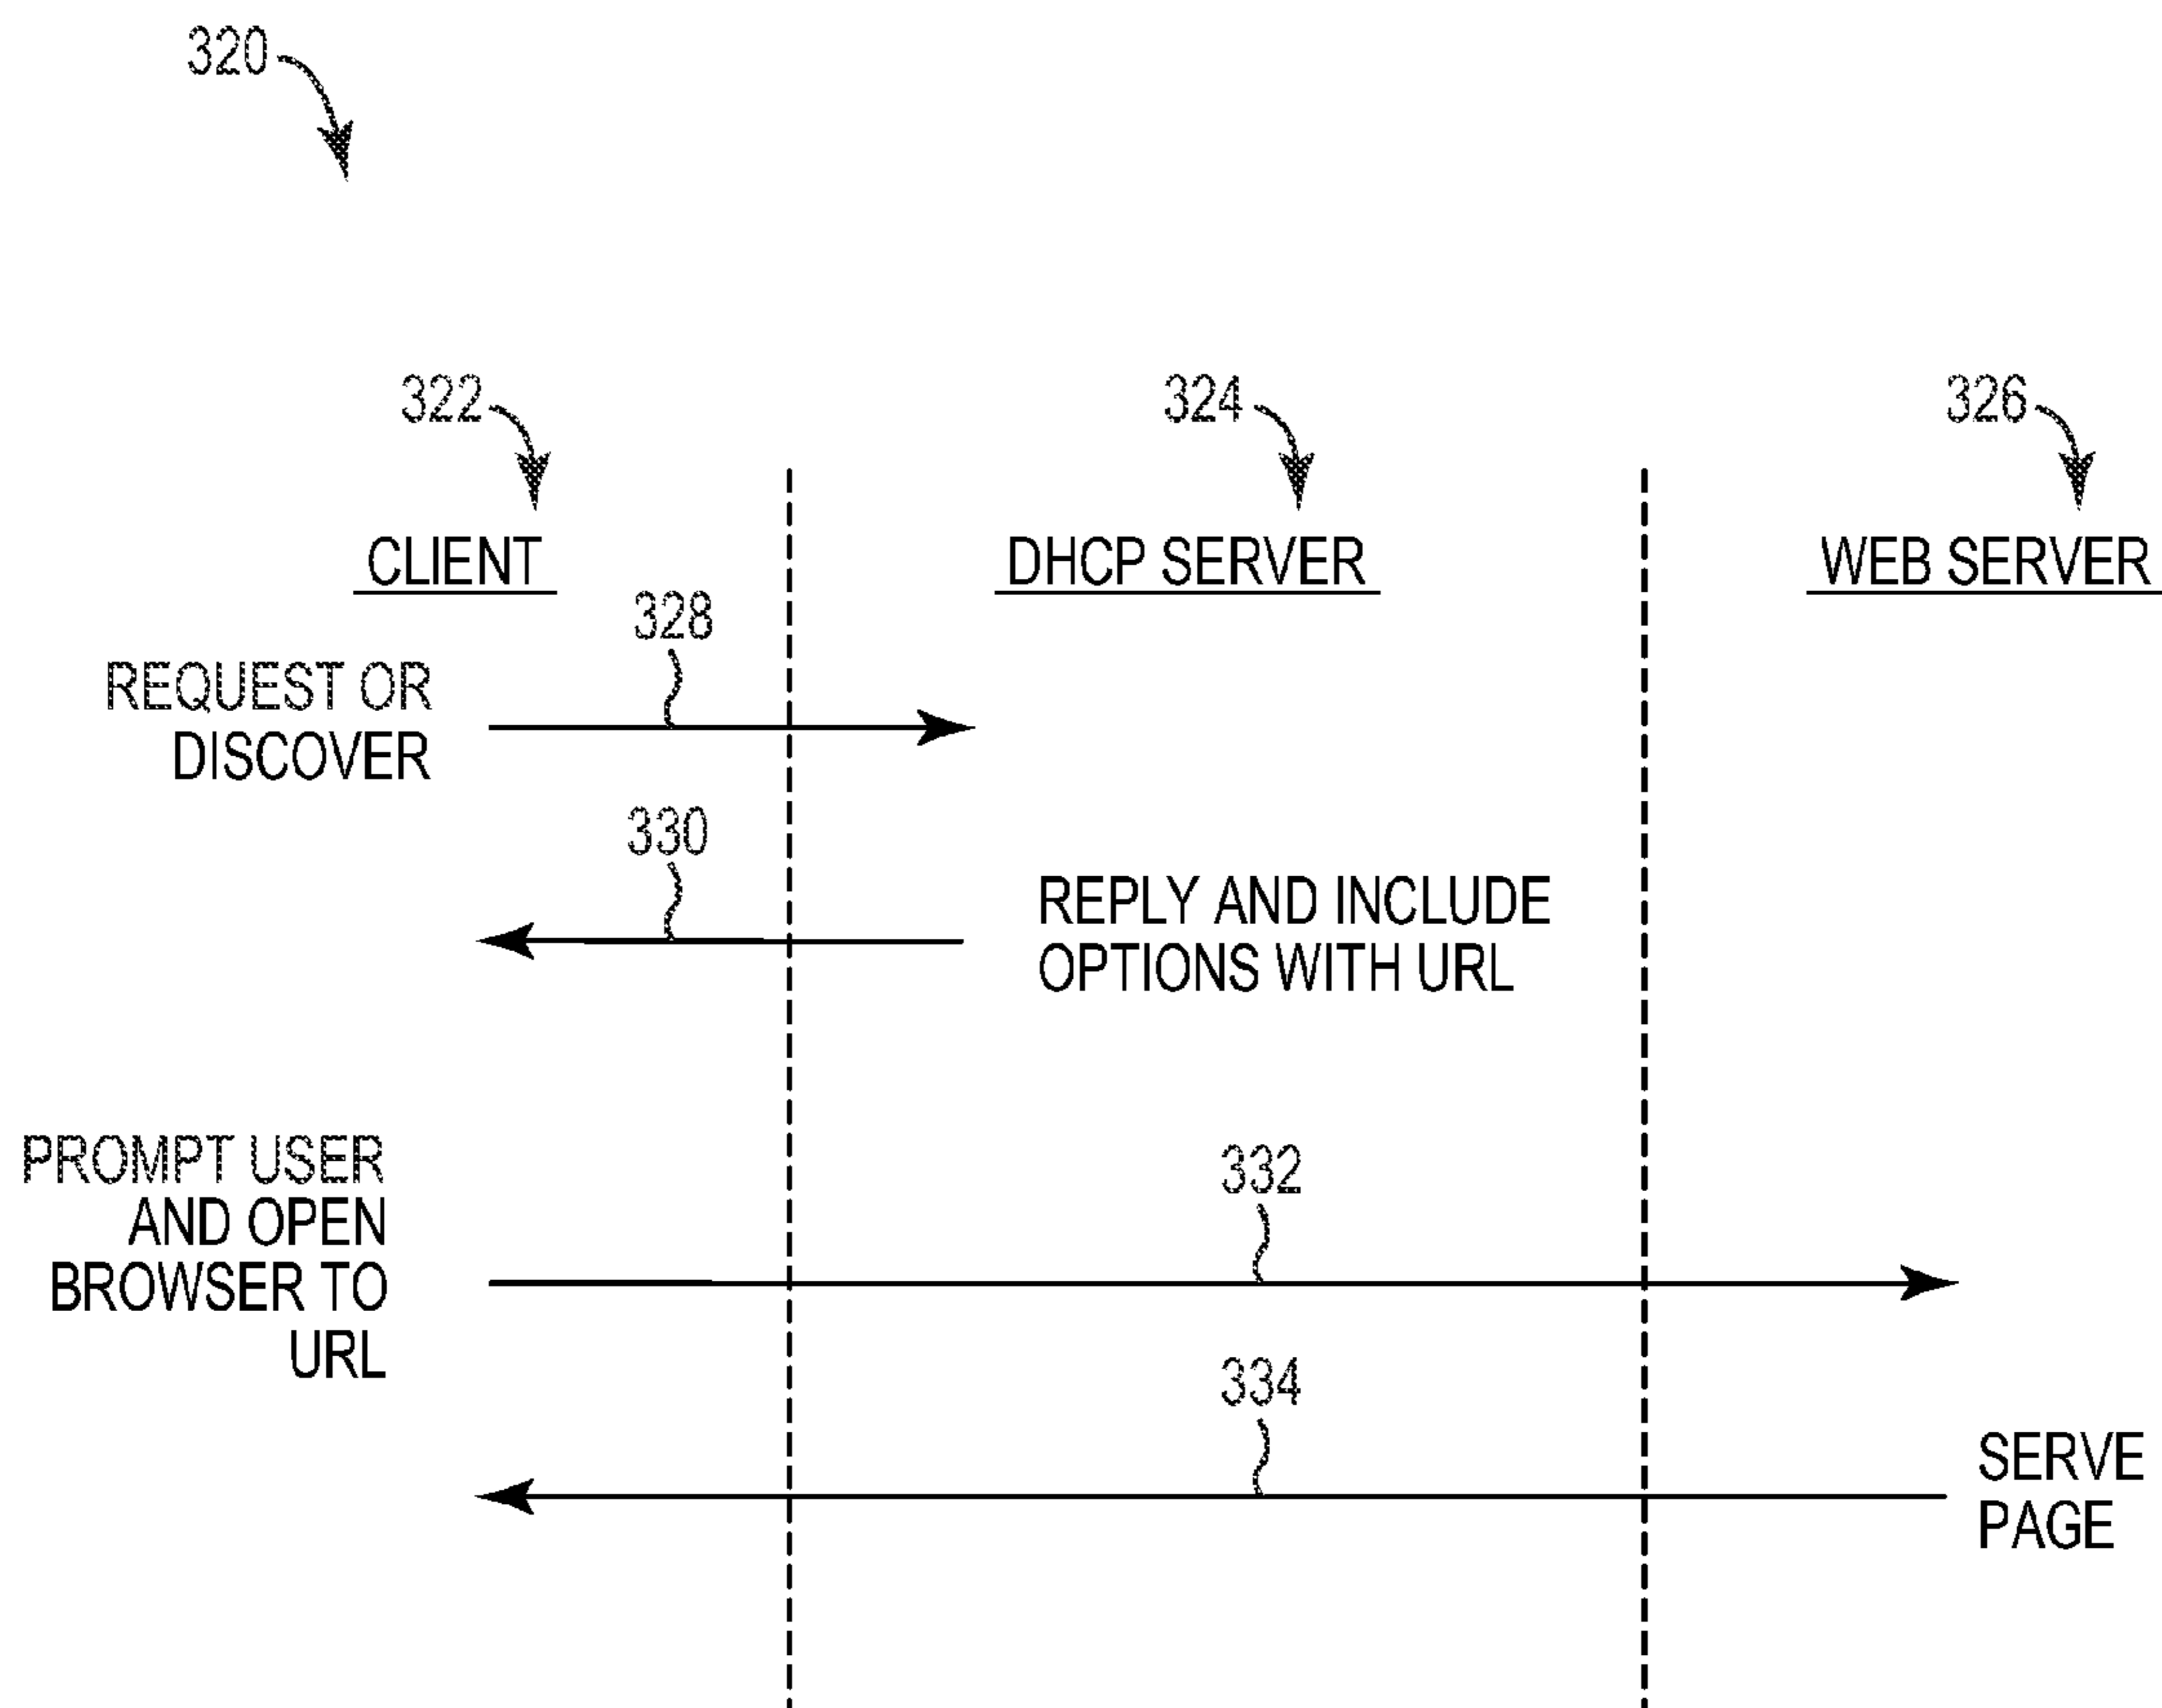 320
322
324
326
CLIENT
DHCP SERVER
WEB SERVER
328
REQUEST OR
DISCOVER
330
REPLY AND INCLUDE
OPTIONS WITH URL
PROMPT USER
AND OPEN
BROWSER TO
URL
332
334
SERVE
PAGE